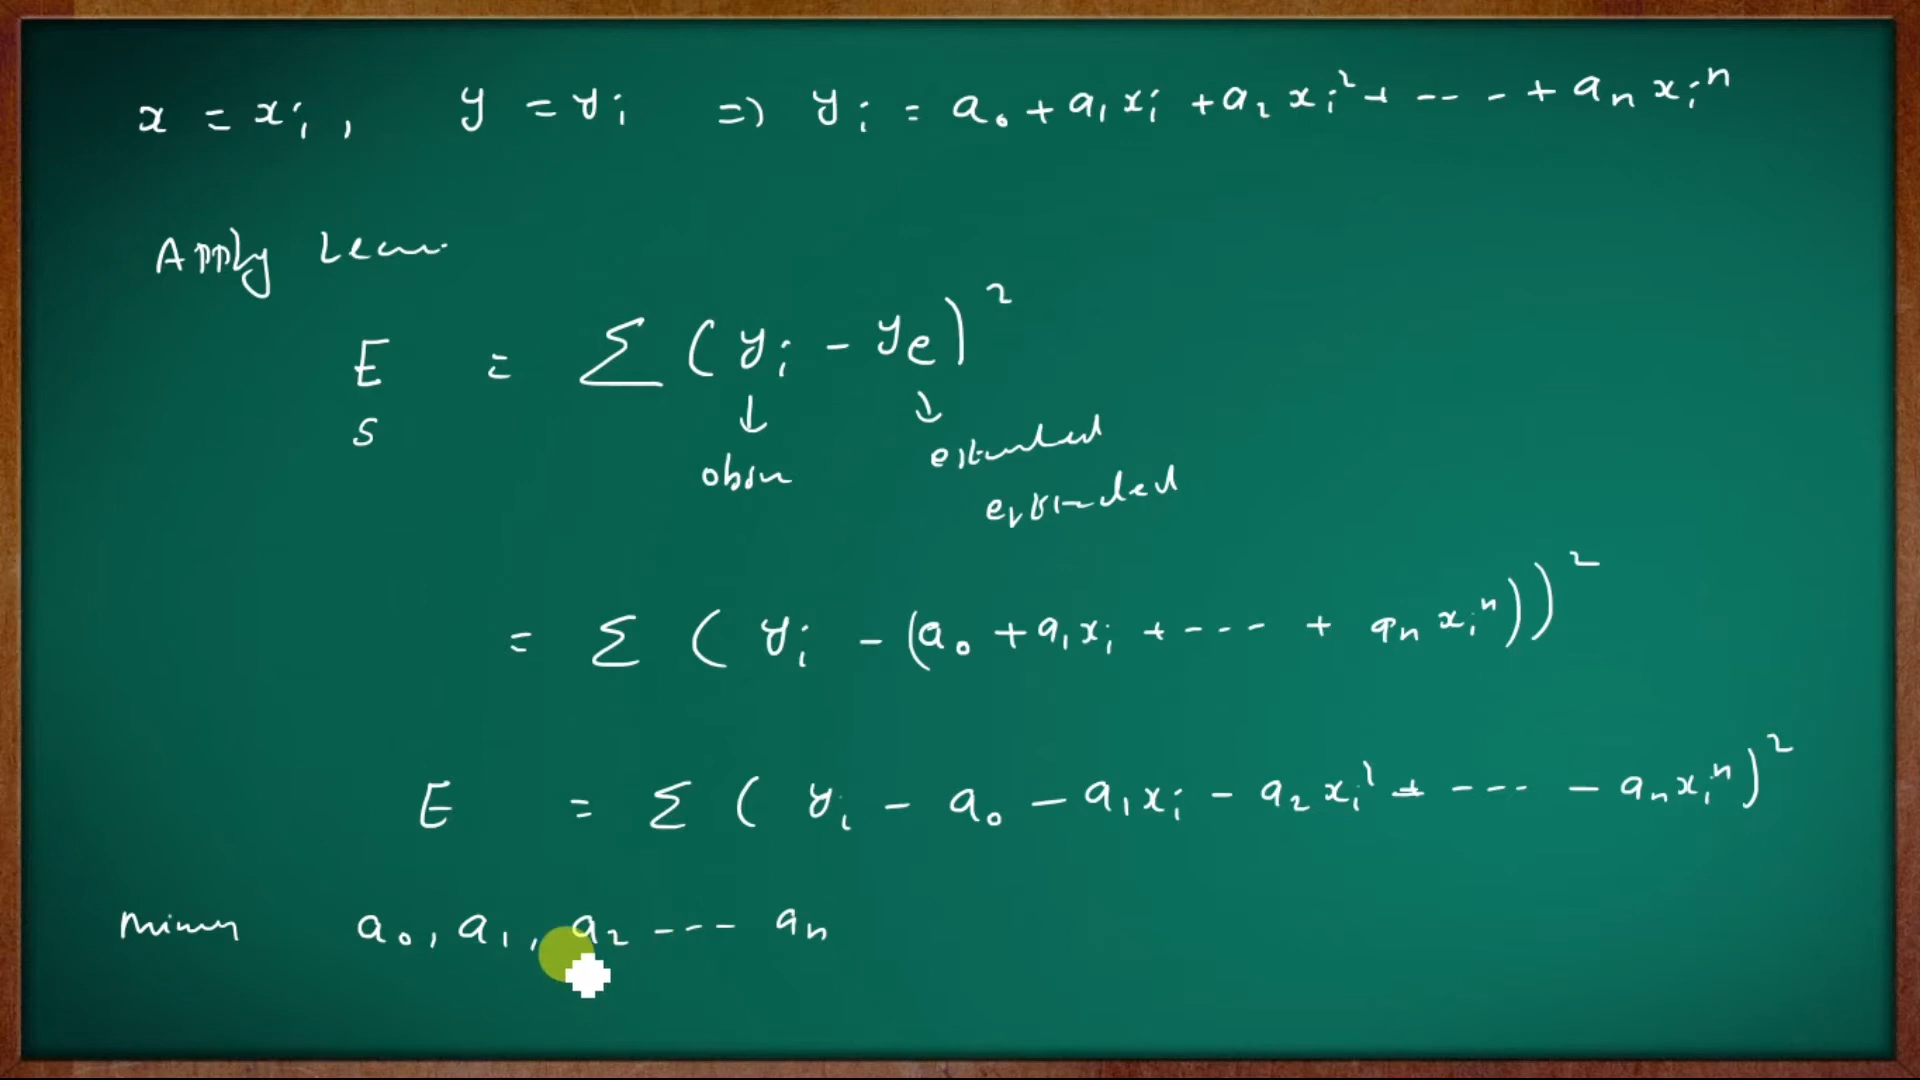 x = xi, y = yi => yi = a0 + a1xi + a2xi² + --- + anxiⁿ
Apply
E = Σ(yi - ye)²
S ↓ ↓
obsn
= Σ(yi - (a0 + a1xi + --- + anxiⁿ))²
E = Σ(yi - a0 - a1xi - a2xi² + --- - anxiⁿ)²
a0, a1, a2 --- an